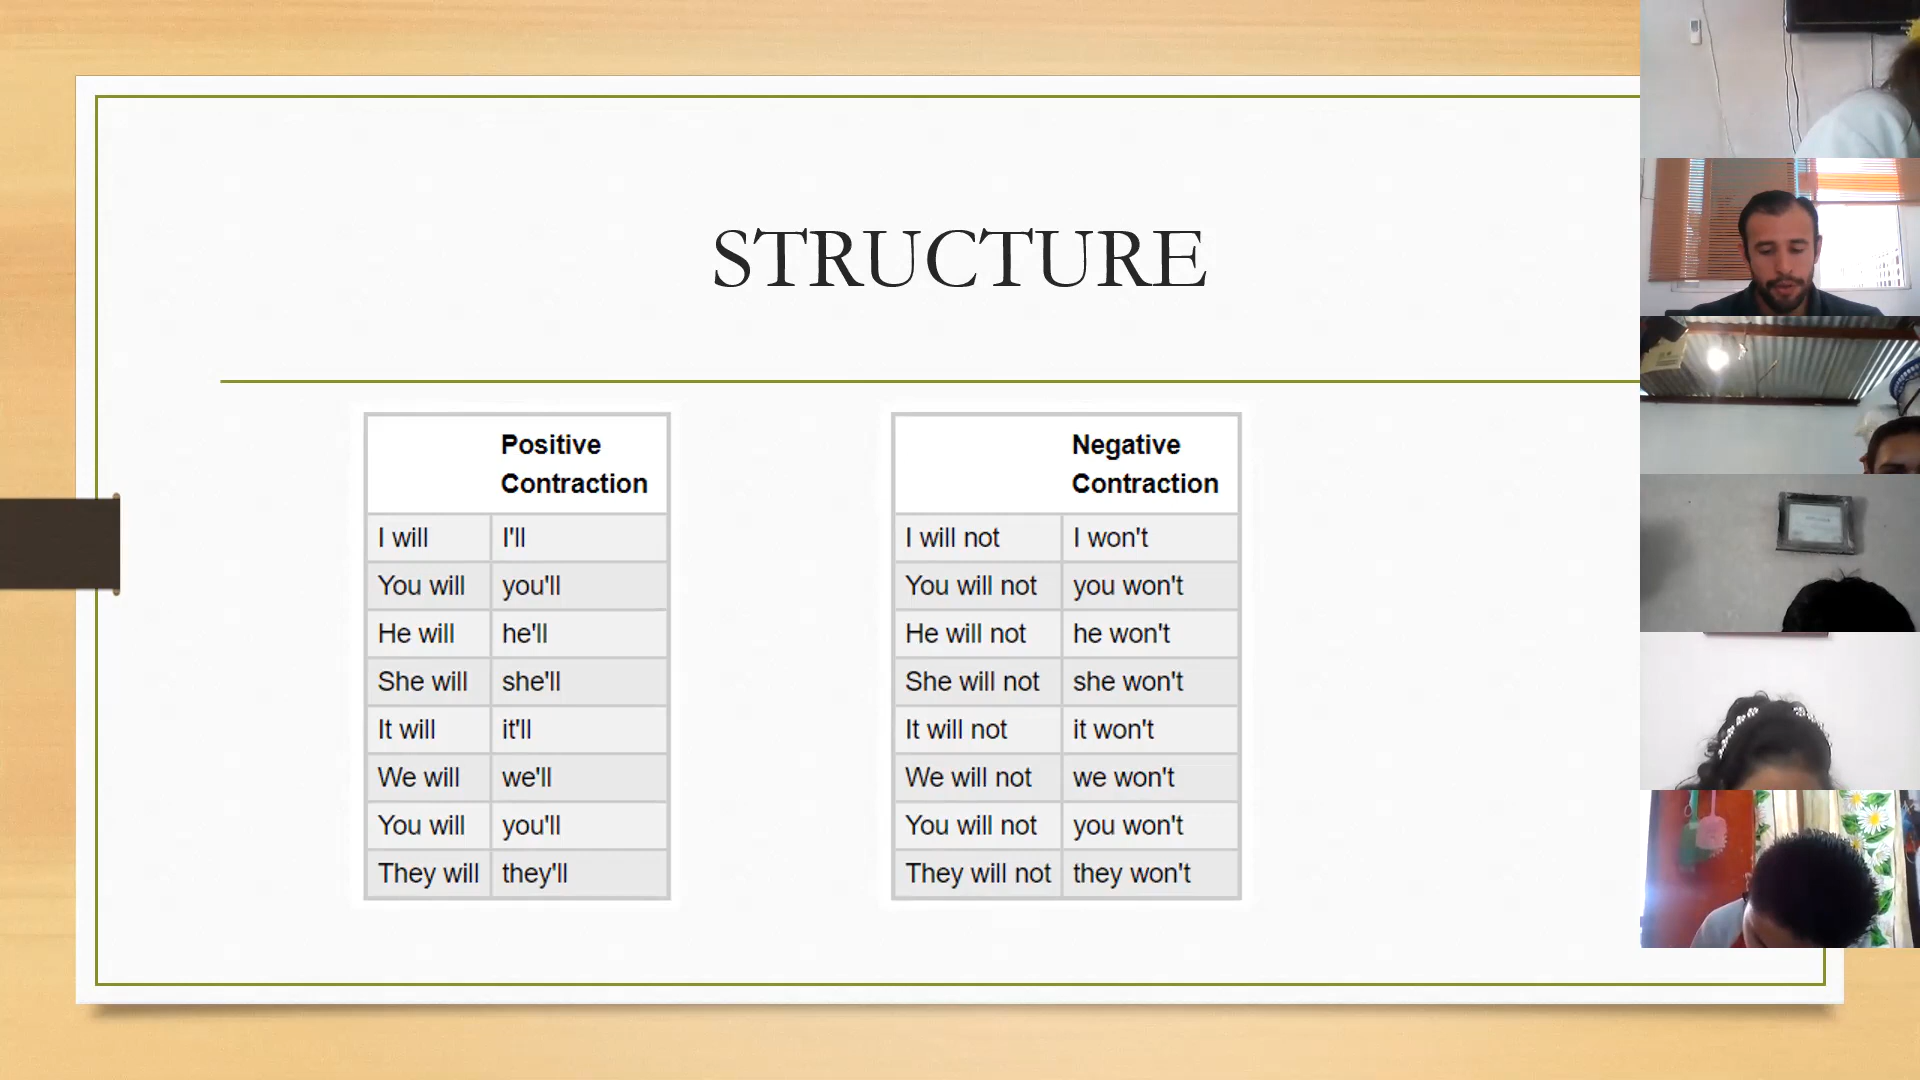 STRUCTURE
Positive
Contraction
I will I'll
You will you'll
He will he'll
She will she'll
It will it'll
We will we'll
You will you'll
They will they'll
Negative
Contraction
I will not I won't
You will not you won't
He will not he won't
She will not she won't
It will not it won't
We will not we won't
You will not you won't
They will not they won't